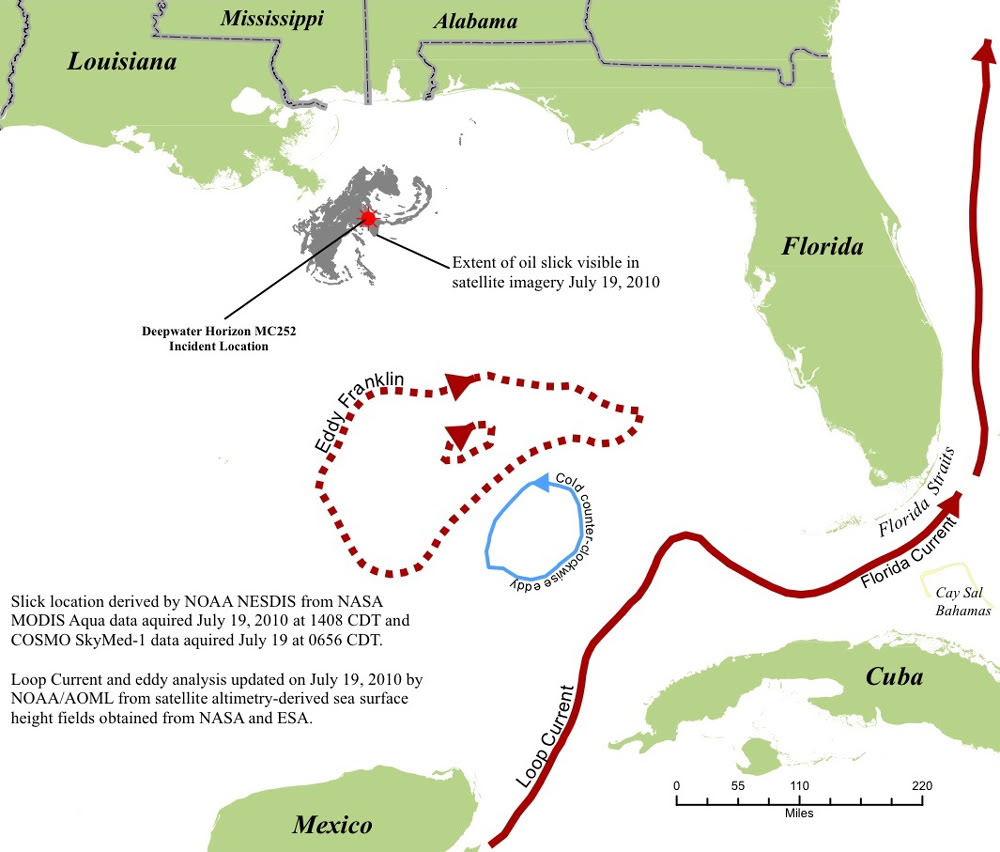 Mississippi
Alabama
Louisiana
Florida
Extent of oil slick visible in
satellite imagery July 19, 2010
Deepwater Horizon MC252
Incident Location
Eddy Franklin
Cold counter-clockwise eddy
Florida Straits
Florida Current
Cay Sal
Bahamas
Slick location derived by NOAA NESDIS from NASA
MODIS Aqua data aquired July 19, 2010 at 1408 CDT and
COSMO SkyMed-1 data aquired July 19 at 0656 CDT.
Loop Current and eddy analysis updated on July 19, 2010 by
NOAA/AOML from satellite altimetry-derived sea surface
height fields obtained from NASA and ESA.
Loop Current
Cuba
0 55 110 220
Miles
Mexico